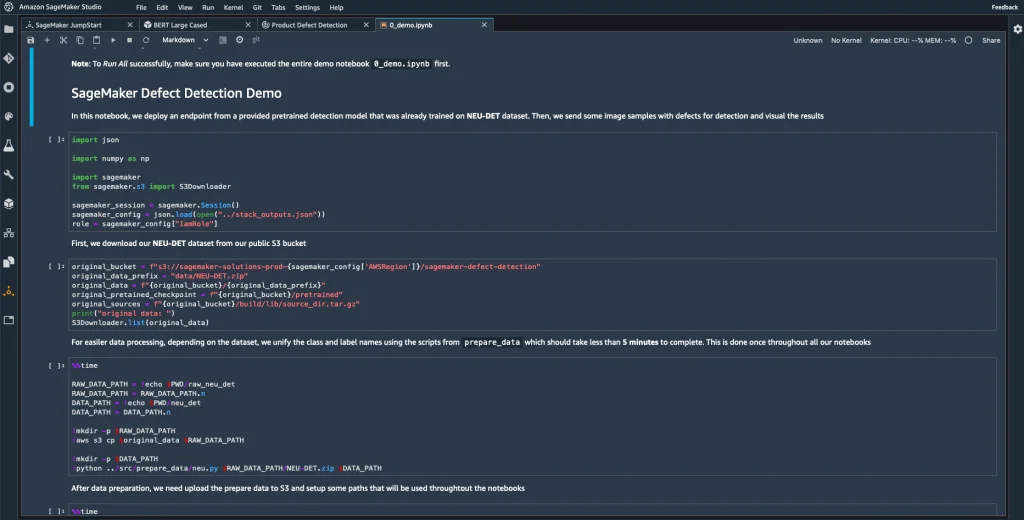 Amazon SageMaker Studio File Edit View Run Kernel Git Tabs Settings Help Feedback
SageMaker JumpStart BERT Large Cased Product Defect Detection 0_demo.ipynb
Markdown Unknown No Kernel Kernel: CPU: --% MEM: --% Share
Note: To Run All successfully, make sure you have executed the entire demo notebook 0_demo.ipynb first.
SageMaker Defect Detection Demo
In this notebook, we deploy an endpoint from a provided pretrained detection model that was already trained on NEU-DET dataset. Then, we send some image samples with defects for detection and visual the results
[ ]: import json
import numpy as np
import sagemaker
from sagemaker.s3 import S3Downloader
sagemaker_session = sagemaker.Session()
sagemaker_config = json.load(open("../stack_outputs.json"))
role = sagemaker_config["IamRole"]
First, we download our NEU-DET dataset from our public S3 bucket
[ ]: original_bucket = f"s3://sagemaker-solutions-prod-{sagemaker_config['AWSRegion']}/sagemaker-defect-detection"
original_data_prefix = "data/NEU-DET.zip"
original_data = f"{original_bucket}/{original_data_prefix}"
original_pretained_checkpoint = f"{original_bucket}/pretrained"
original_sources = f"{original_bucket}/build/lib/source_dir.tar.gz"
print("original data: ")
S3Downloader.list(original_data)
For easiler data processing, depending on the dataset, we unify the class and label names using the scripts from prepare_data which should take less than 5 minutes to complete. This is done once throughout all our notebooks
[ ]: %%time
RAW_DATA_PATH = !echo $PWD/raw_neu_det
RAW_DATA_PATH = RAW_DATA_PATH.n
DATA_PATH = !echo $PWD/neu_det
DATA_PATH = DATA_PATH.n
!mkdir -p $RAW_DATA_PATH
!aws s3 cp $original_data $RAW_DATA_PATH
!mkdir -p $DATA_PATH
!python ../src/prepare_data/neu.py $RAW_DATA_PATH/NEU-DET.zip $DATA_PATH
After data preparation, we need upload the prepare data to S3 and setup some paths that will be used throughtout the notebooks
[ ]: %%time